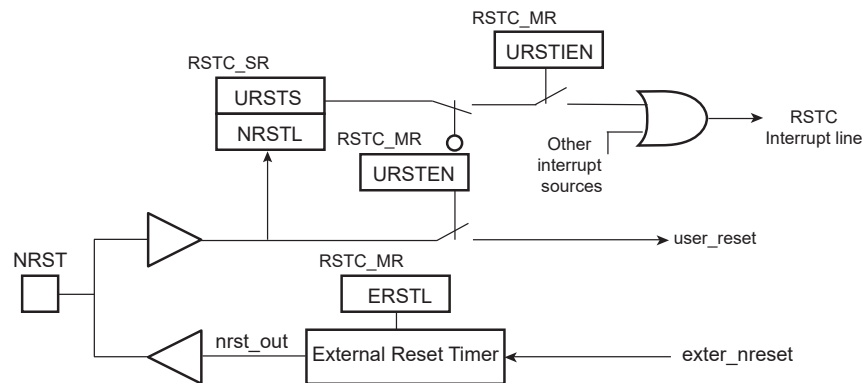 RSTC_MR
URSTIEN
RSTC_SR
URSTS
NRSTL
RSTC_MR
URSTEN
RSTC
Interrupt line
Other
interrupt
sources
NRST
user_reset
RSTC_MR
ERSTL
nrst_out
External Reset Timer
exter_nreset